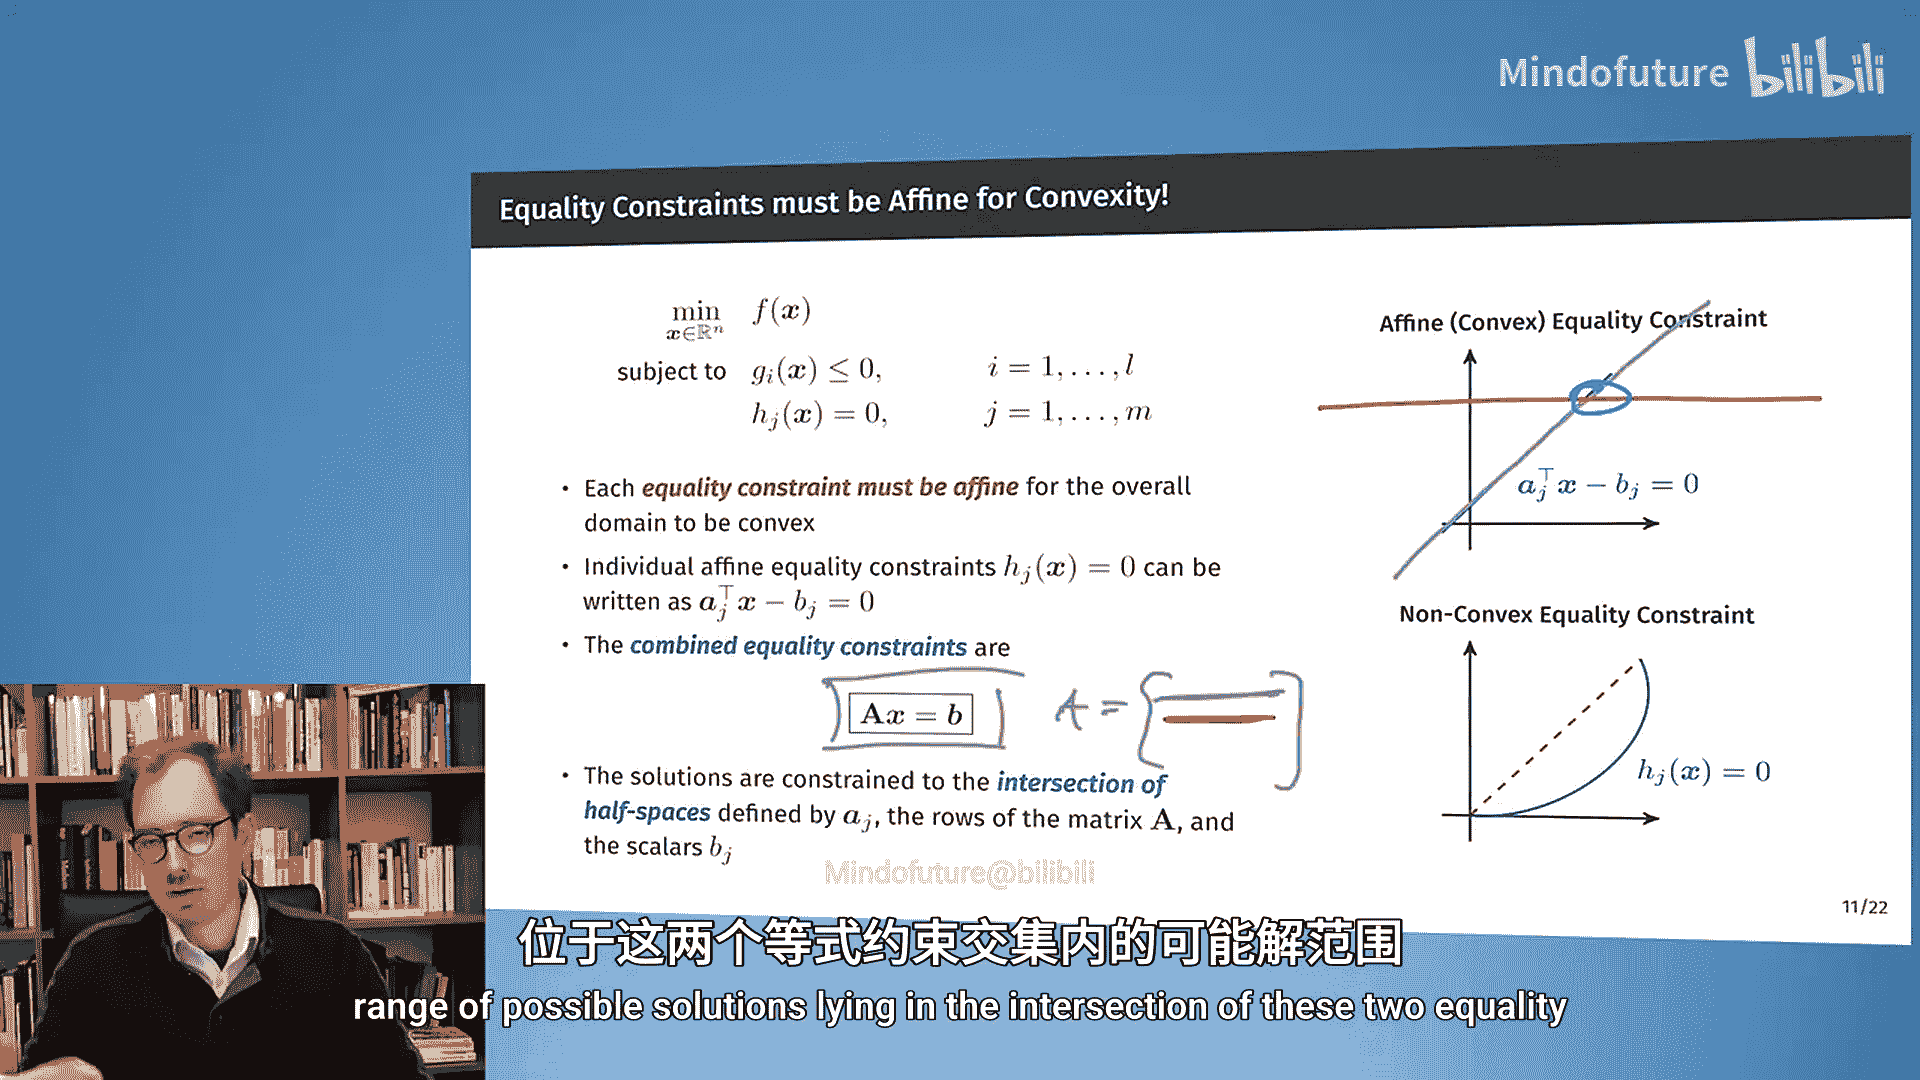 Mindofuture bilibili
Equality Constraints must be Affine for Convexity!
min f(x)
x∈ℝⁿ
subject to gᵢ(x) ≤ 0, i = 1, . . . , l
hⱼ(x) = 0, j = 1, . . . , m
• Each equality constraint must be affine for the overall
domain to be convex
• Individual affine equality constraints hⱼ(x) = 0 can be
written as aⱼ⊤x − bⱼ = 0
• The combined equality constraints are
Ax = b A =
• The solutions are constrained to the intersection of
half-spaces defined by aⱼ, the rows of the matrix A, and
the scalars bⱼ
Affine (Convex) Equality Constraint
aⱼ⊤x − bⱼ = 0
Non-Convex Equality Constraint
hⱼ(x) = 0
Mindofuture@bilibili
11/22
位于这两个等式约束交集内的可能解范围
range of possible solutions lying in the intersection of these two equality